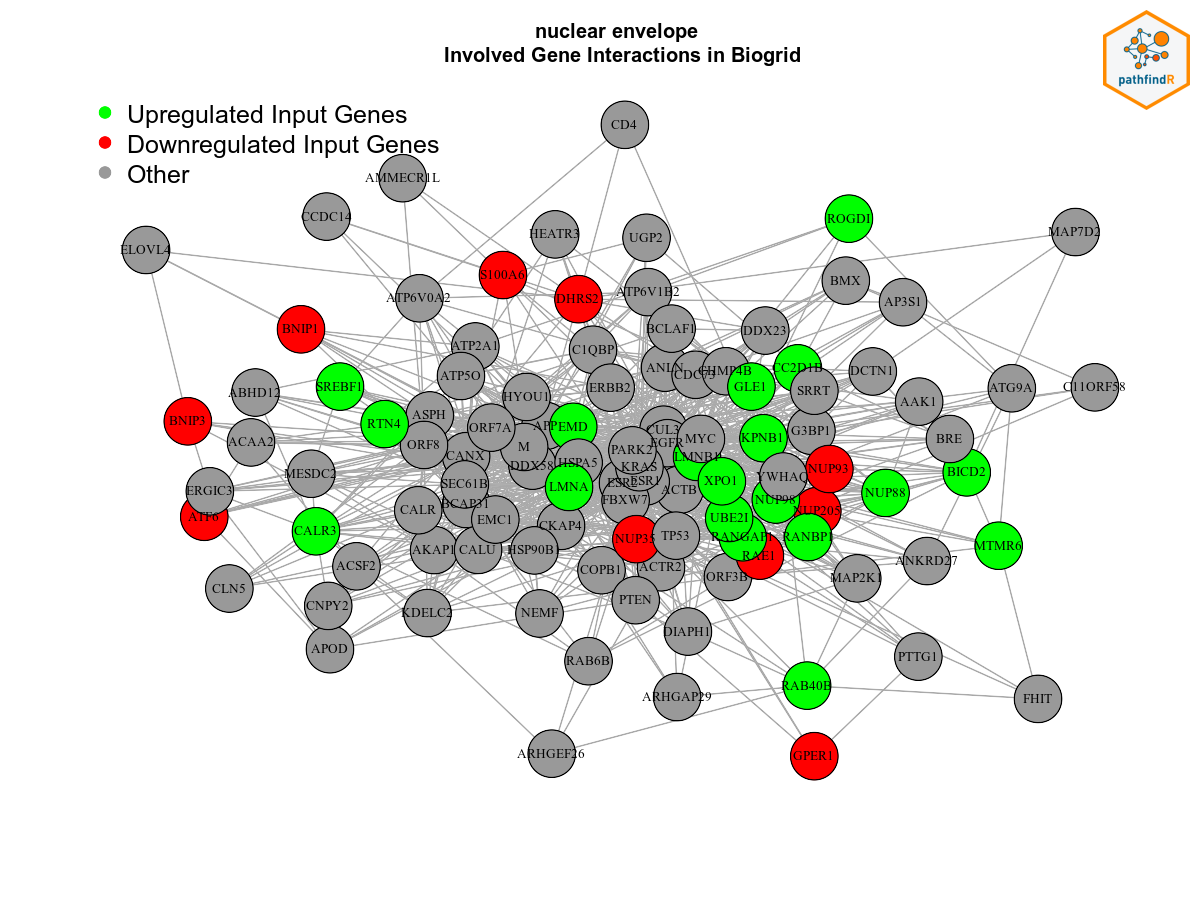 nuclear envelope
Involved Gene Interactions in Biogrid
pathfindR
Upregulated Input Genes
Downregulated Input Genes
Other
CD4
AMMECR1L
CCDC14
ROGDI
ELOVL4
HEATR3
UGP2
MAP7D2
S100A6
ATP6V0A2
DHRS2
ATP6V1B2
BMX
AP3S1
BNIP1
BCLAF1
DDX23
ATP2A1
C1QBP
ATP5O
ANLN
CDC73
CHMP4B
CC2D1B
DCTN1
SREBF1
ABHD12
HYOU1
ERBB2
GLE1
SRRT
ATG9A
C11ORF58
AAK1
BNIP3
RTN4
ASPH
ORF7A
APP
EMD
CUL3
G3BP1
ACAA2
ORF8
M
PARK2
EGFR
MYC
KPNB1
BRE
CANX
DDX58
HSPA5
KRAS
LMNB1
YWHAQ
NUP93
BICD2
MESDC2
SEC61B
LMNA
ESR2
ESR1
XPO1
ERGIC3
BCAP31
FBXW7
ACTB
NUP98
NUP88
ATF6
CALR
EMC1
CKAP4
UBE2I
NUP205
CALR3
NUP35
TP53
RANGAP1
RANBP1
MTMR6
AKAP1
CALU
HSP90B1
RAE1
ANKRD27
ACSF2
COPB1
ACTR2
ORF3B
MAP2K1
CLN5
CNPY2
KDELC2
NEMF
PTEN
DIAPH1
APOD
RAB6B
PTTG1
ARHGAP29
RAB40B
FHIT
ARHGEF26
GPER1